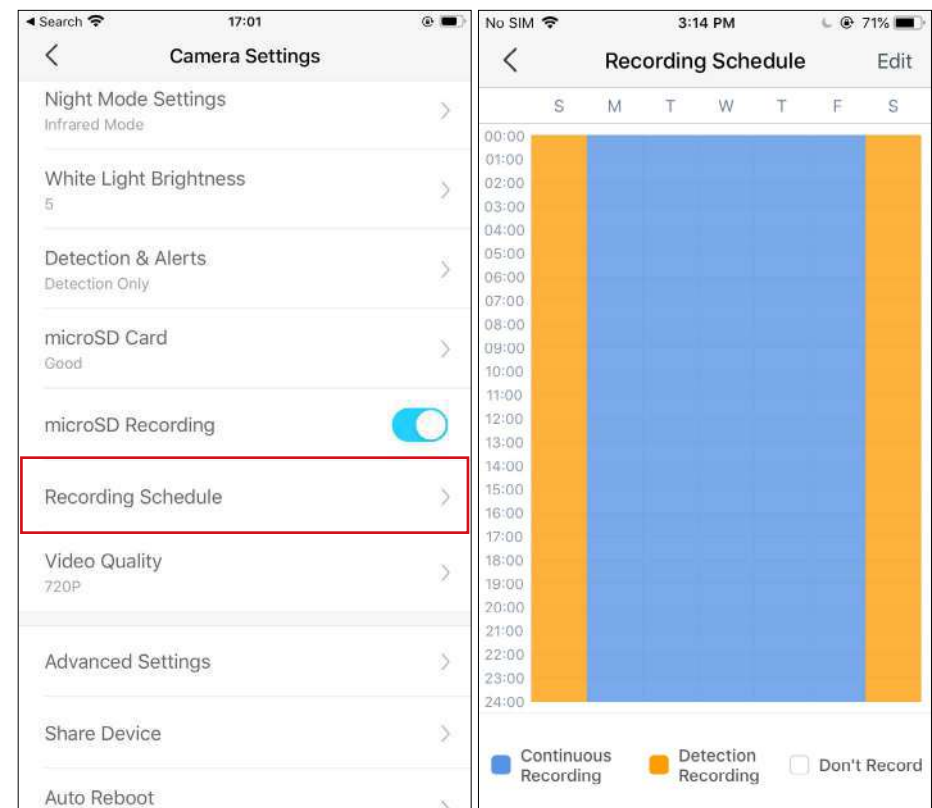 Search 17:01
Camera Settings
Night Mode Settings
Infrared Mode
White Light Brightness
5
Detection & Alerts
Detection Only
microSD Card
Good
microSD Recording
Recording Schedule
Video Quality
720P
Advanced Settings
Share Device
Auto Reboot
No SIM 3:14 PM 71%
Recording Schedule Edit
S M T W T F S
00:00
01:00
02:00
03:00
04:00
05:00
06:00
07:00
08:00
09:00
10:00
11:00
12:00
13:00
14:00
15:00
16:00
17:00
18:00
19:00
20:00
21:00
22:00
23:00
24:00
Continuous Recording
Detection Recording
Don't Record